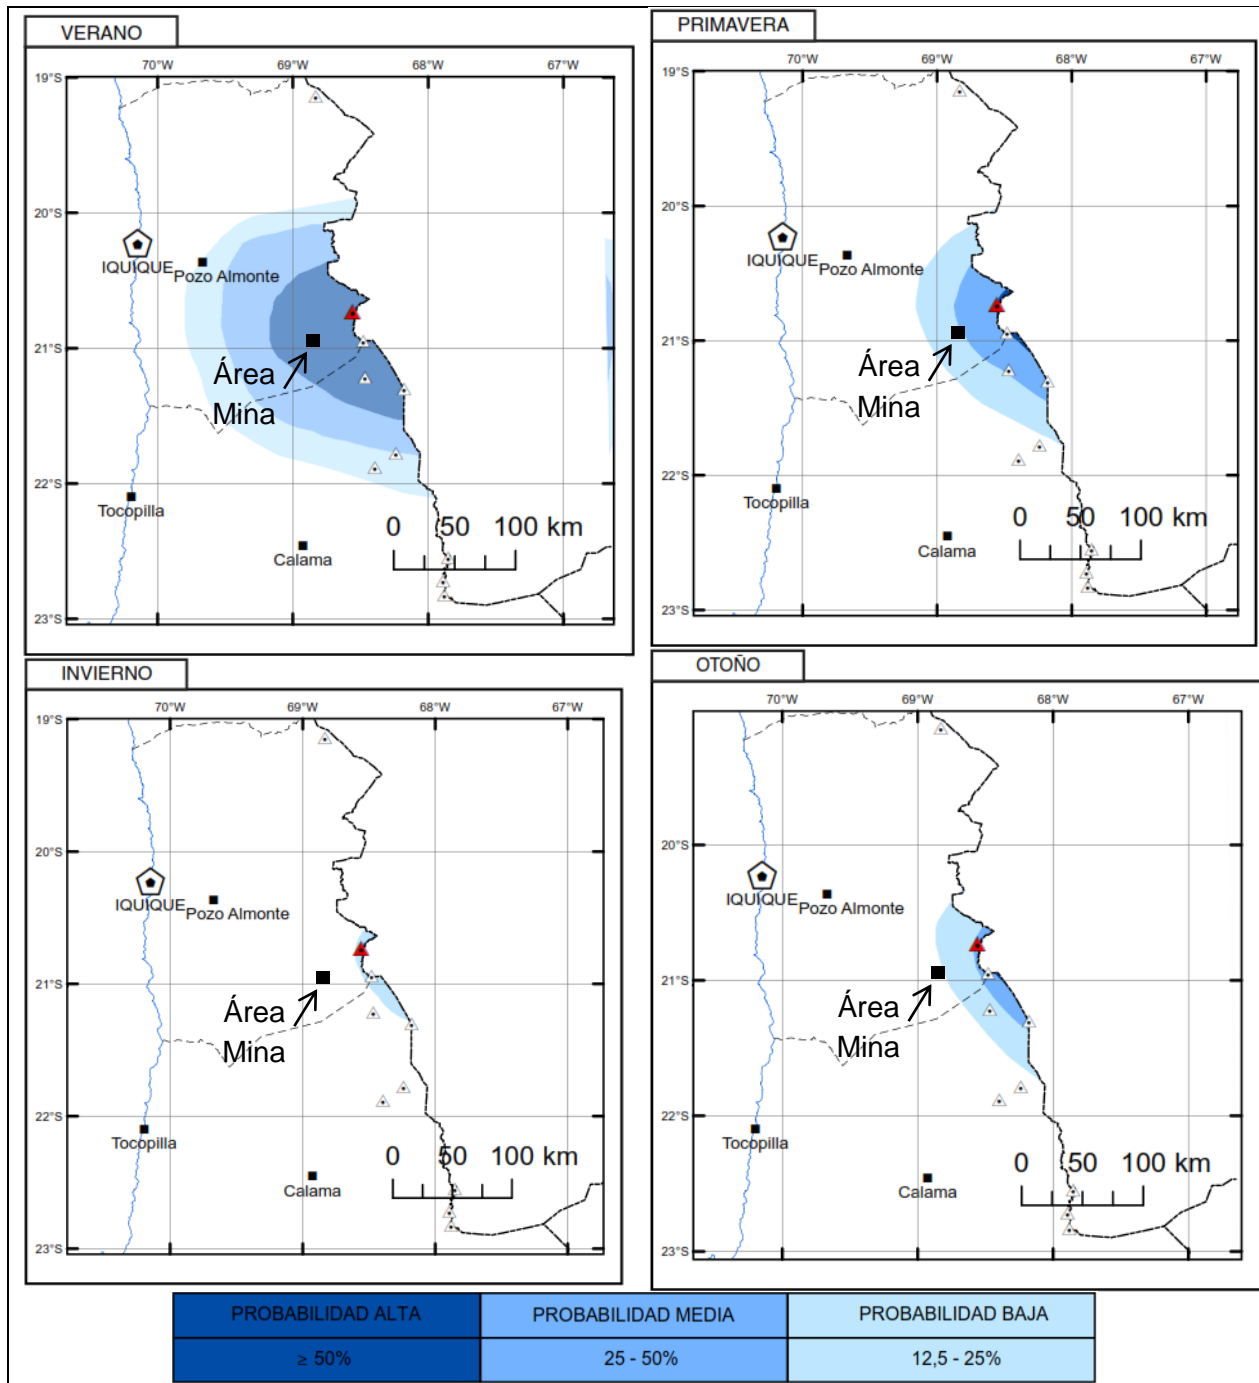 VERANO
70°W 69°W 68°W 67°W
19°S
20°S
IQUIQUE
Pozo Almonte
21°S
Área
Mina
22°S
Tocopilla
Calama
0 50 100 km
23°S
PRIMAVERA
70°W 69°W 68°W 67°W
19°S
20°S
IQUIQUE
Pozo Almonte
21°S
Área
Mina
22°S
Tocopilla
Calama
0 50 100 km
23°S
INVIERNO
70°W 69°W 68°W 67°W
19°S
20°S
IQUIQUE
Pozo Almonte
21°S
Área
Mina
22°S
Tocopilla
Calama
0 50 100 km
23°S
OTOÑO
70°W 69°W 68°W 67°W
20°S
IQUIQUE
Pozo Almonte
21°S
Área
Mina
22°S
Tocopilla
Calama
0 50 100 km
23°S
PROBABILIDAD ALTA PROBABILIDAD MEDIA PROBABILIDAD BAJA
≥ 50% 25 - 50% 12,5 - 25%